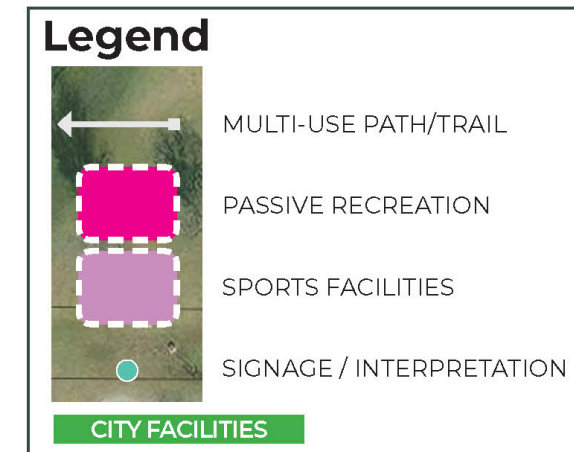 Legend
MULTI-USE PATH/TRAIL
PASSIVE RECREATION
SPORTS FACILITIES
SIGNAGE / INTERPRETATION
CITY FACILITIES